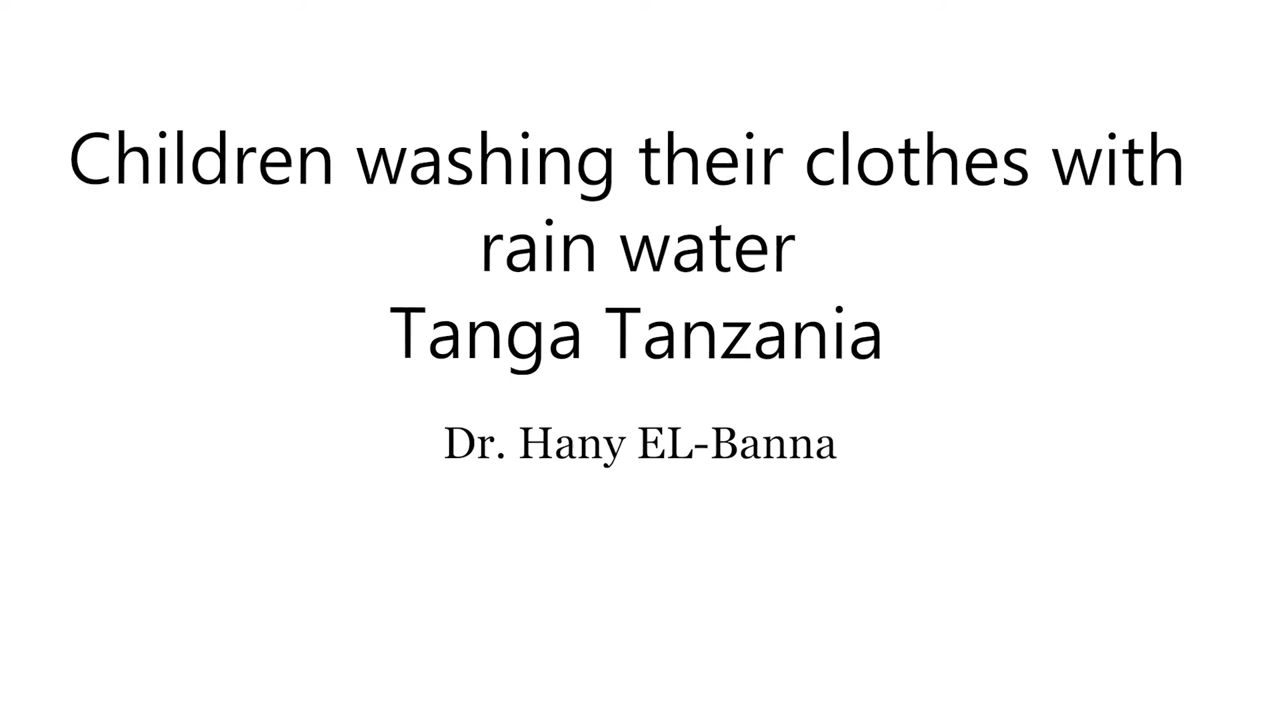 Children washing their clothes with
rain water
Tanga Tanzania
Dr. Hany EL-Banna